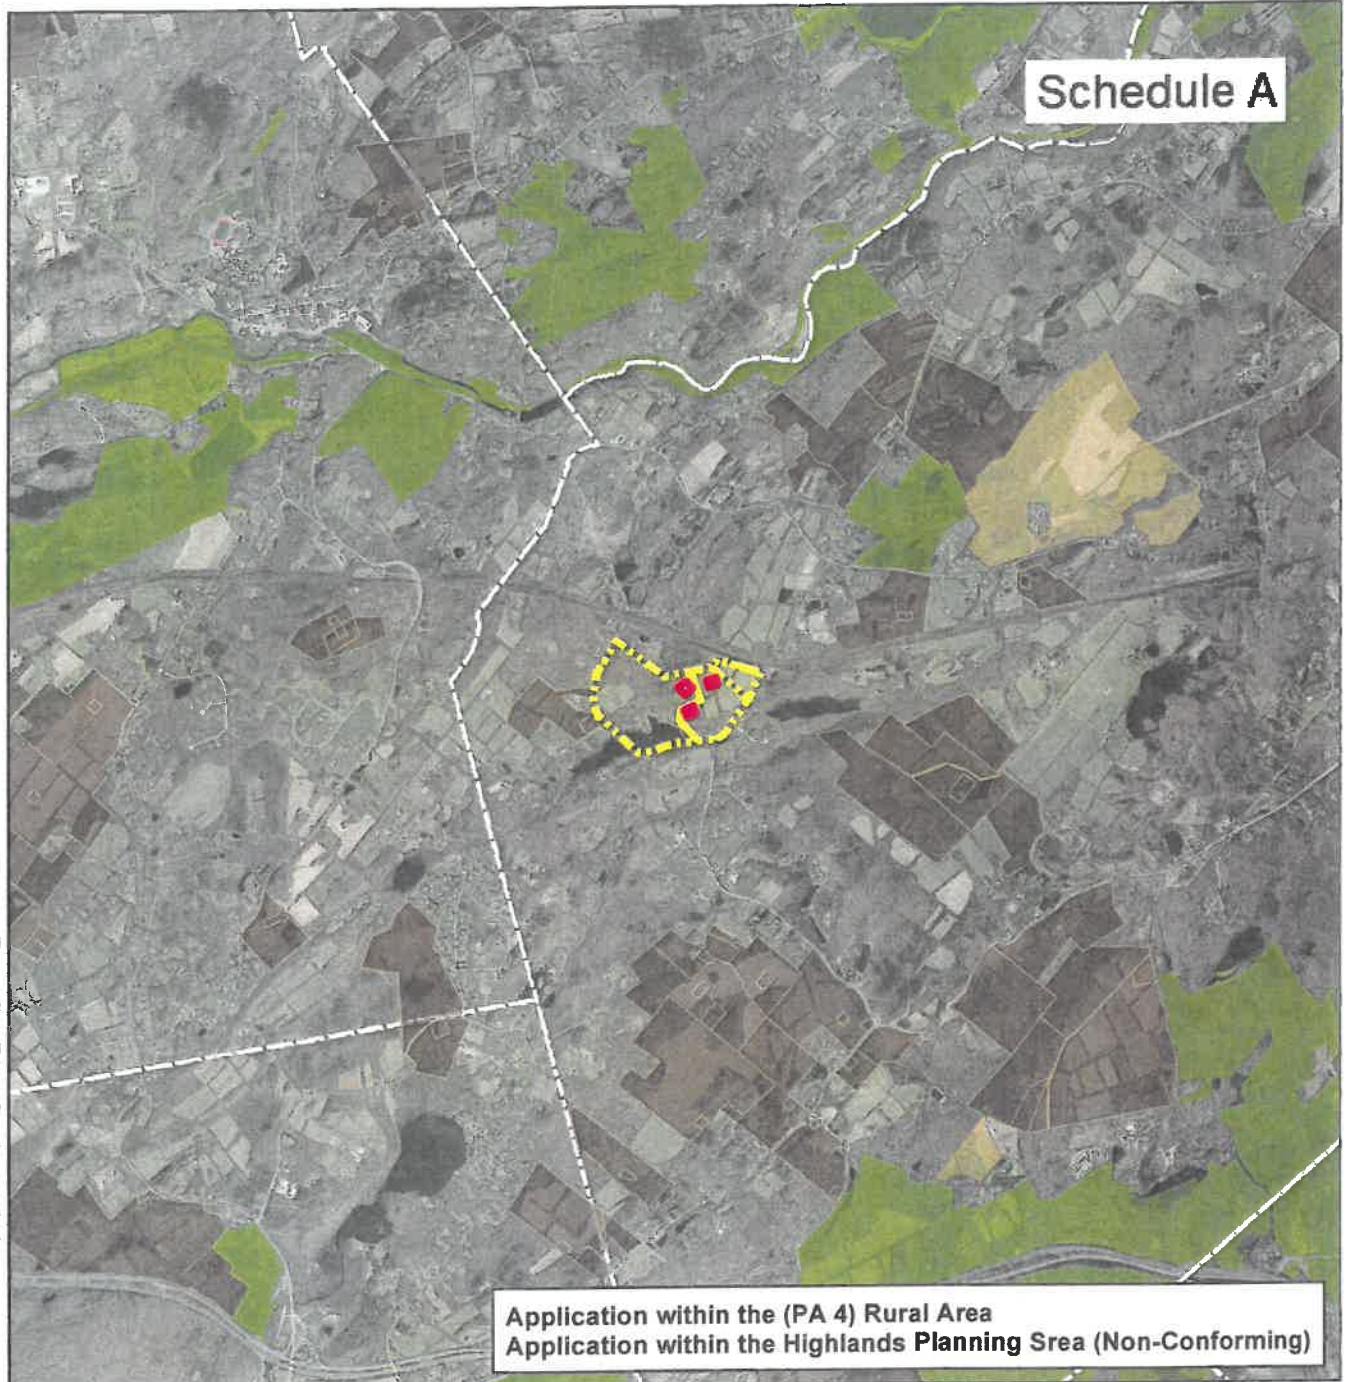 Schedule A
Application within the (PA 4) Rural Area
Application within the Highlands Planning Srea (Non-Conforming)